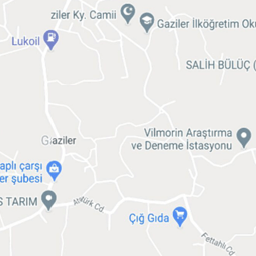 ziler Ky. Camii
Gaziler İlköğretim Oku
Lukoil
SALİH BÜLÜÇ (
Vilmorin Araştırma
ve Deneme İstasyonu
Gaziler
aplı çarşı
er şubesi
S TARIM
Atatürk Cd
Çığ Gıda
Fettahlı Cd